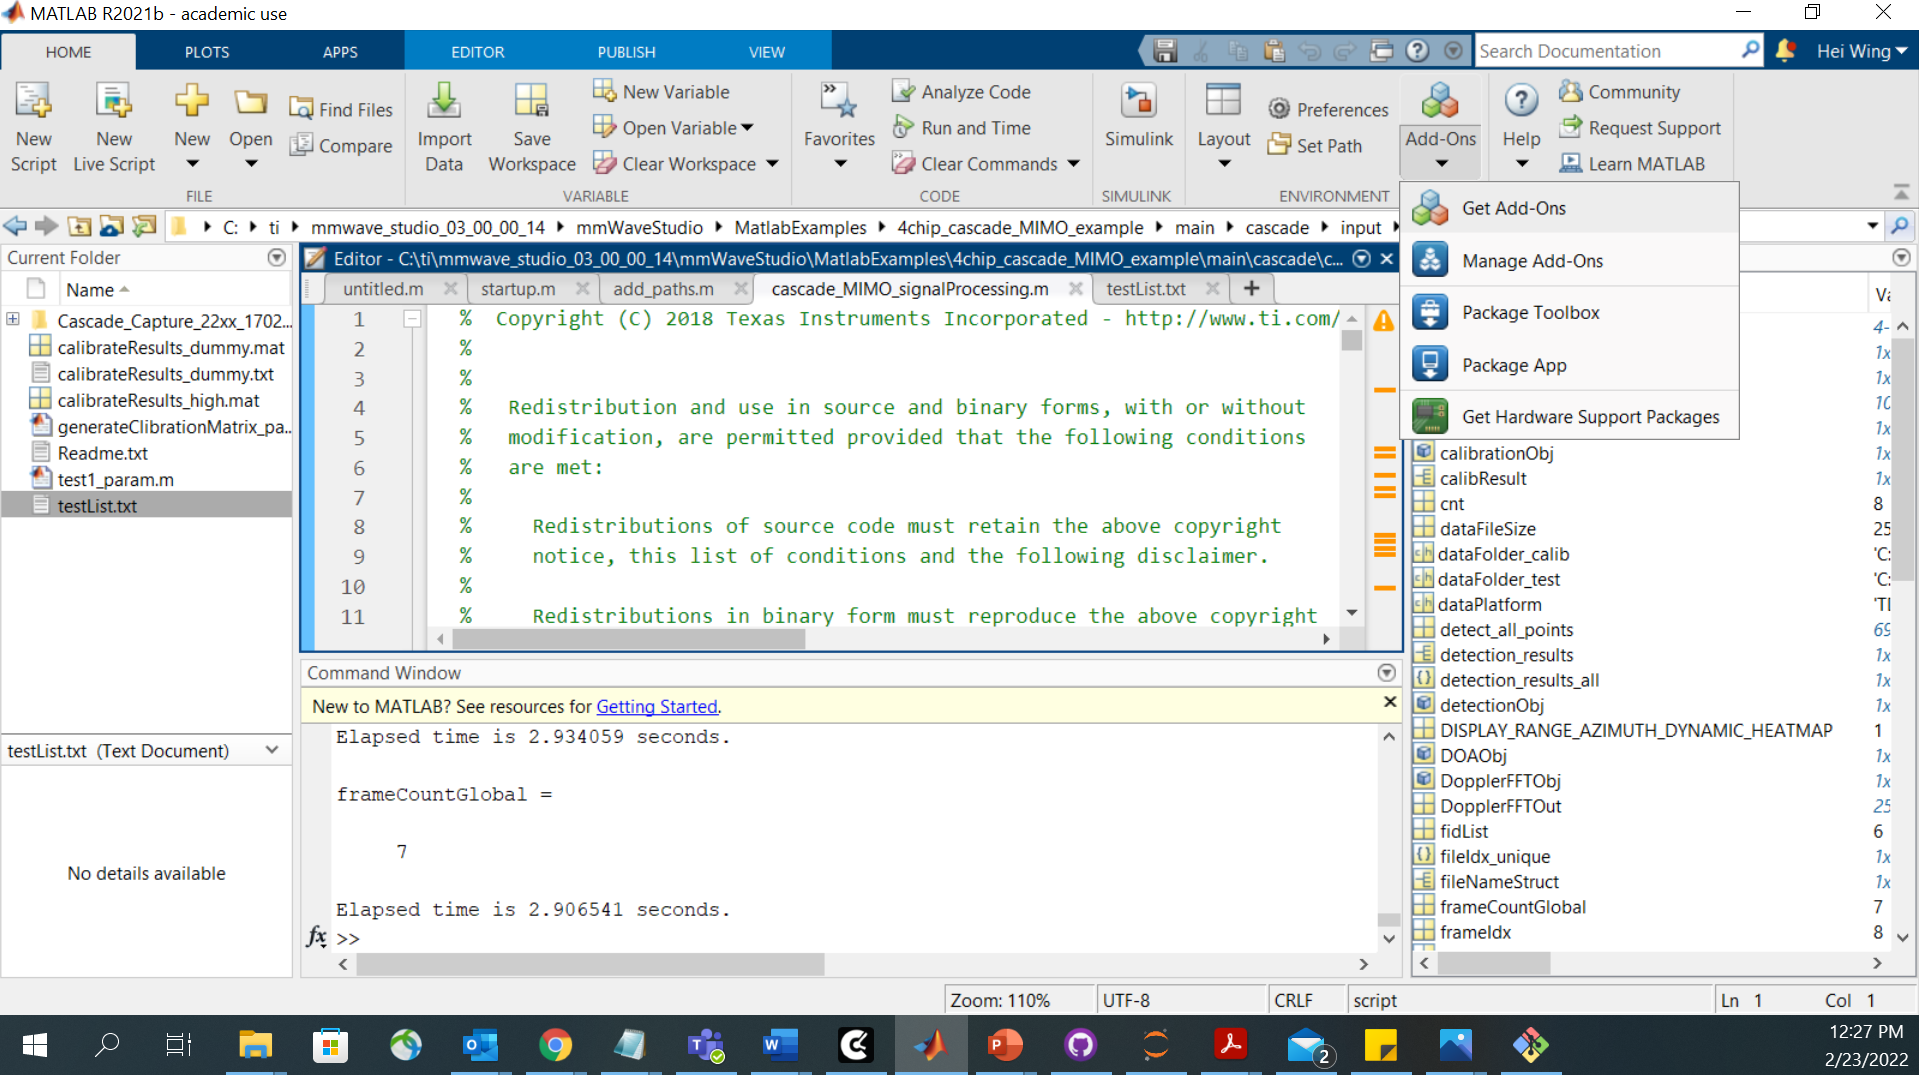 MATLAB R2021b - academic use
HOME PLOTS APPS EDITOR PUBLISH VIEW
Search Documentation
Hei Wing
New Script
New Live Script
New
Open
Find Files
Compare
FILE
Import Data
Save Workspace
New Variable
Open Variable
Clear Workspace
VARIABLE
Favorites
Analyze Code
Run and Time
Clear Commands
CODE
Simulink
SIMULINK
Layout
Preferences
Set Path
ENVIRONMENT
Add-Ons
Help
Community
Request Support
Learn MATLAB
Get Add-Ons
Manage Add-Ons
Package Toolbox
Package App
Get Hardware Support Packages
C: ti mmwave_studio_03_00_00_14 mmWaveStudio MatlabExamples 4chip_cascade_MIMO_example main cascade input
Current Folder
Name
Cascade_Capture_22xx_1702...
calibrateResults_dummy.mat
calibrateResults_dummy.txt
calibrateResults_high.mat
generateClibrationMatrix_pa...
Readme.txt
test1_param.m
testList.txt
testList.txt (Text Document)
No details available
Editor - C:\ti\mmwave_studio_03_00_00_14\mmWaveStudio\MatlabExamples\4chip_cascade_MIMO_example\main\cascade\c...
untitled.m startup.m add_paths.m cascade_MIMO_signalProcessing.m testList.txt
1 % Copyright (C) 2018 Texas Instruments Incorporated - http://www.ti.com/
2 %
3 %
4 % Redistribution and use in source and binary forms, with or without
5 % modification, are permitted provided that the following conditions
6 % are met:
7 %
8 % Redistributions of source code must retain the above copyright
9 % notice, this list of conditions and the following disclaimer.
10 %
11 % Redistributions in binary form must reproduce the above copyright
Command Window
New to MATLAB? See resources for Getting Started.
Elapsed time is 2.934059 seconds.
frameCountGlobal =
7
Elapsed time is 2.906541 seconds.
fx >>
Va
4-
1x
1x
10
1x
calibrationObj 1x
calibResult 1x
cnt 8
dataFileSize 25
dataFolder_calib 'C:
dataFolder_test 'C:
dataPlatform 'TI
detect_all_points 69
detection_results 1x
detection_results_all 1x
detectionObj 1x
DISPLAY_RANGE_AZIMUTH_DYNAMIC_HEATMAP 1
DOAObj 1x
DopplerFFTObj 1x
DopplerFFTOut 25
fidList 6
fileIdx_unique 1x
fileNameStruct 1x
frameCountGlobal 7
frameIdx 8
Zoom: 110% UTF-8 CRLF script Ln 1 Col 1
2
12:27 PM
2/23/2022